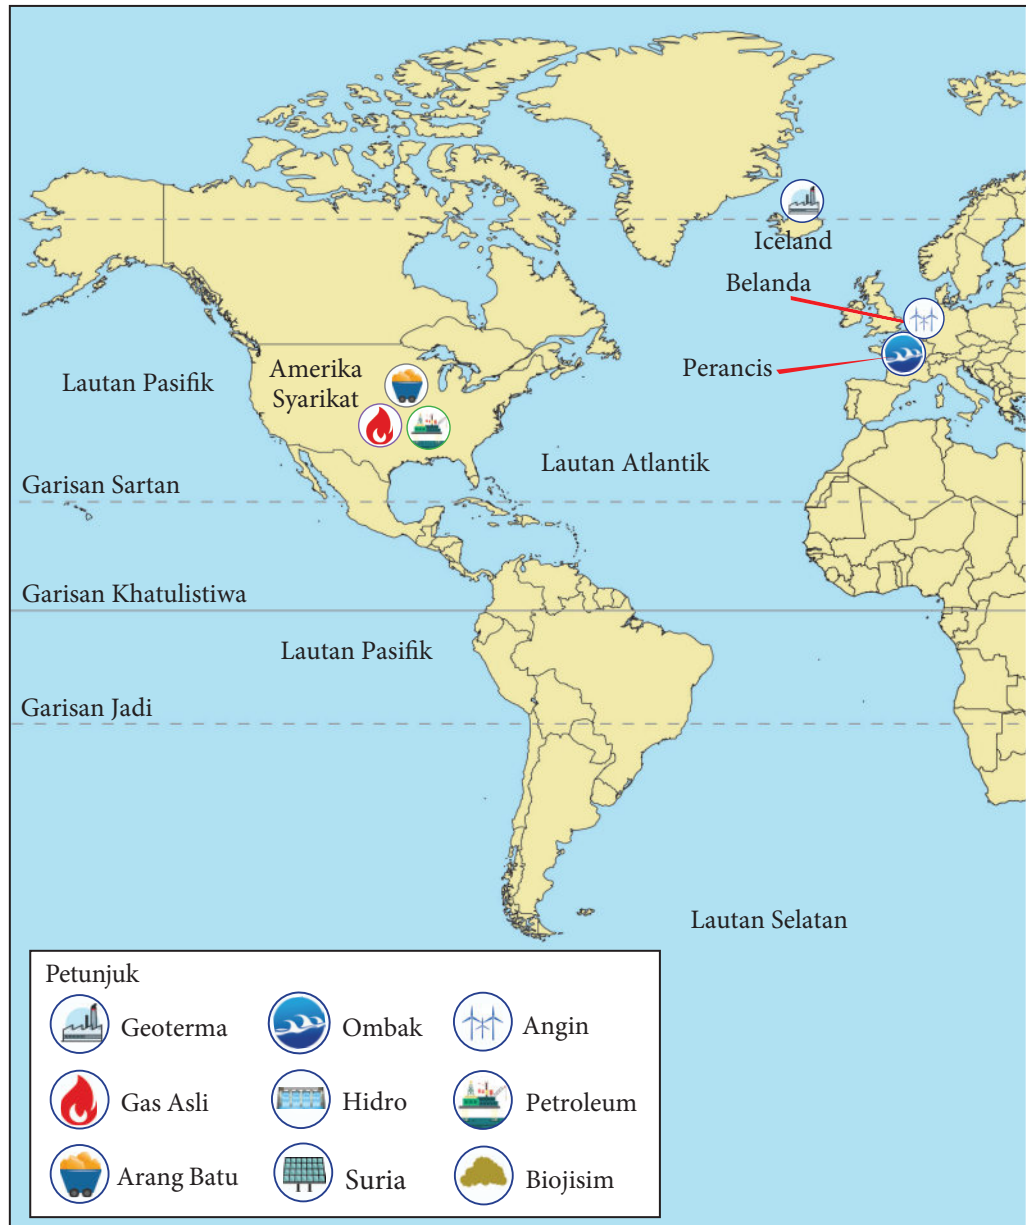 Iceland
Belanda
Perancis
Amerika
Syarikat
Lautan Pasifik
Lautan Atlantik
Garisan Sartan
Garisan Khatulistiwa
Lautan Pasifik
Garisan Jadi
Lautan Selatan
Petunjuk
Geoterma
Ombak
Angin
Gas Asli
Hidro
Petroleum
Arang Batu
Suria
Biojisim